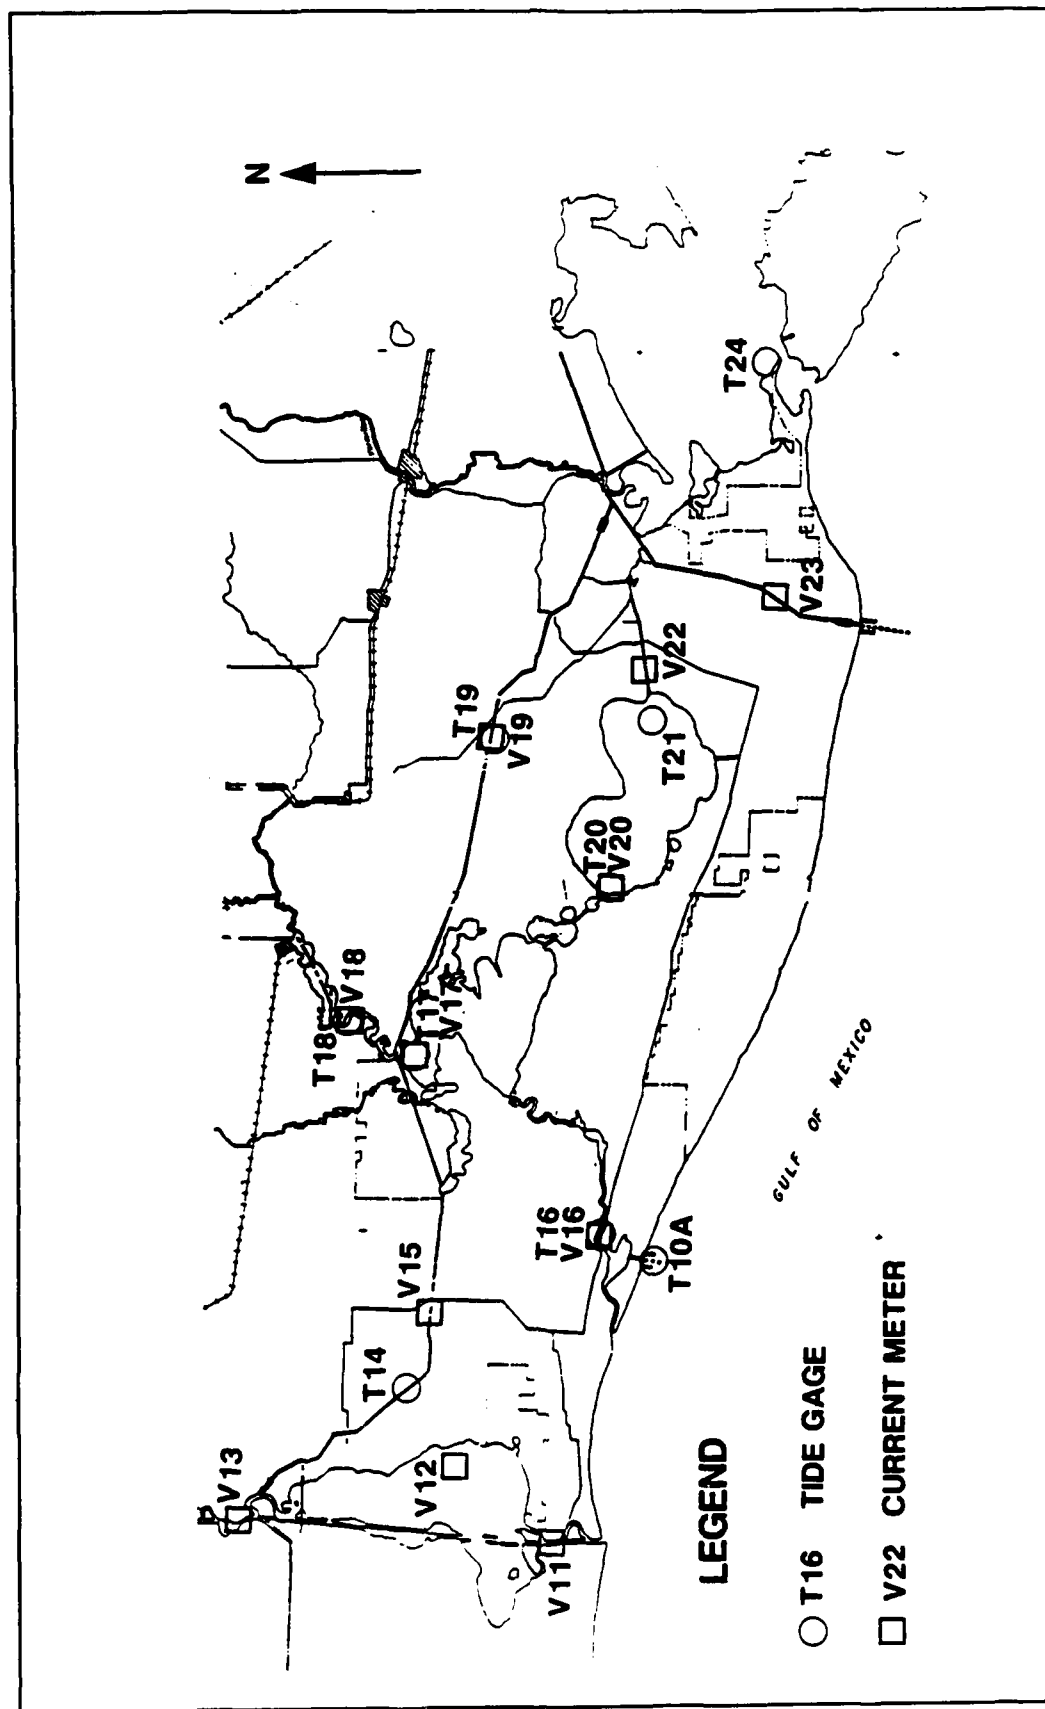 N
V13
T14
V15
V12
V11
T18
V18
T17
V17
T16
V16
T10A
T19
V19
T20
V20
T21
V22
V23
T24
GULF OF MEXICO
LEGEND
T16 TIDE GAGE
V22 CURRENT METER